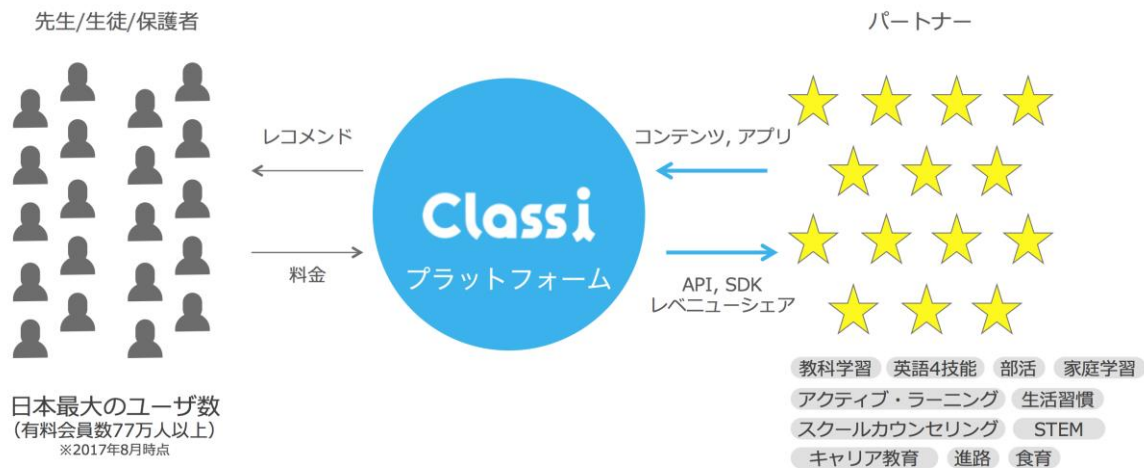 先生/生徒/保護者
パートナー
レコメンド
コンテンツ, アプリ
Classi
プラットフォーム
料金
API, SDK
レベニューシェア
日本最大のユーザ数
(有料会員数77万人以上)
※2017年8月時点
教科学習 英語4技能 部活 家庭学習
アクティブ・ラーニング 生活習慣
スクールカウンセリング STEM
キャリア教育 進路 食育